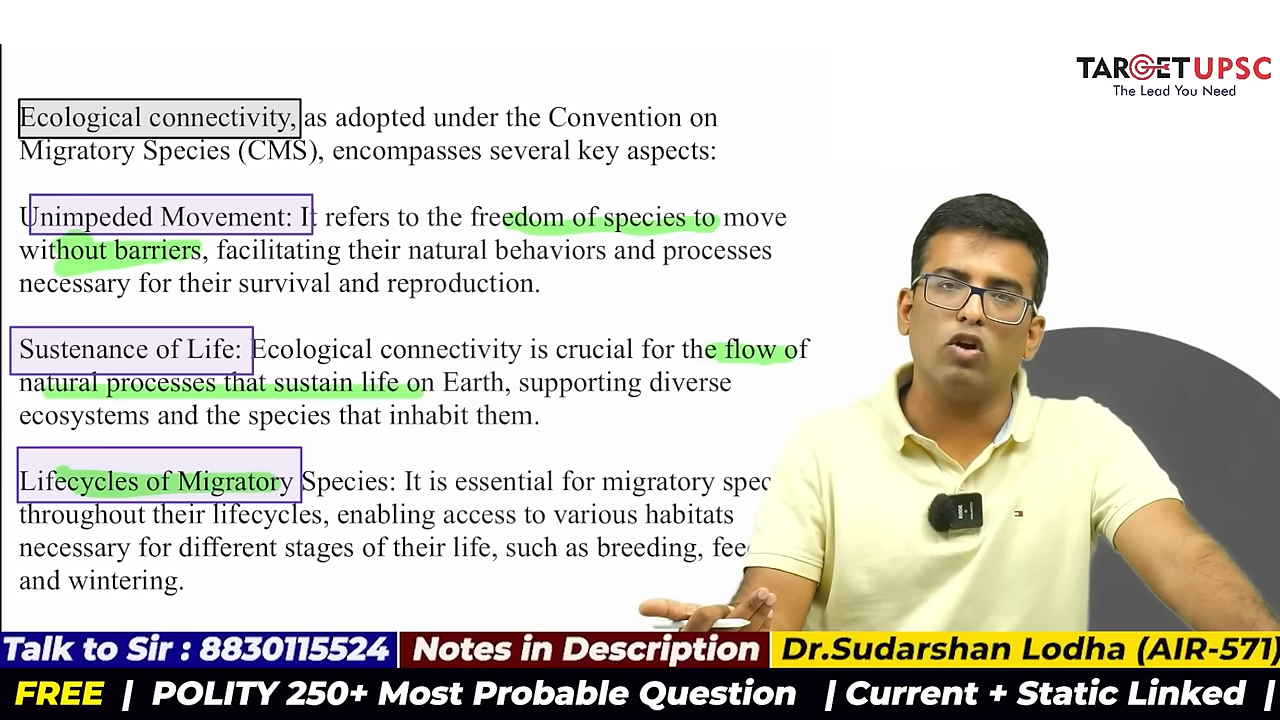 TARGETUPSC
The Lead You Need
Ecological connectivity, as adopted under the Convention on
Migratory Species (CMS), encompasses several key aspects:
Unimpeded Movement: It refers to the freedom of species to move
without barriers, facilitating their natural behaviors and processes
necessary for their survival and reproduction.
Sustenance of Life: Ecological connectivity is crucial for the flow of
natural processes that sustain life on Earth, supporting diverse
ecosystems and the species that inhabit them.
Lifecycles of Migratory Species: It is essential for migratory spec
throughout their lifecycles, enabling access to various habitats
necessary for different stages of their life, such as breeding, fee
and wintering.
Talk to Sir : 8830115524 Notes in Description Dr.Sudarshan Lodha (AIR-571)
FREE | POLITY 250+ Most Probable Question | Current + Static Linked |